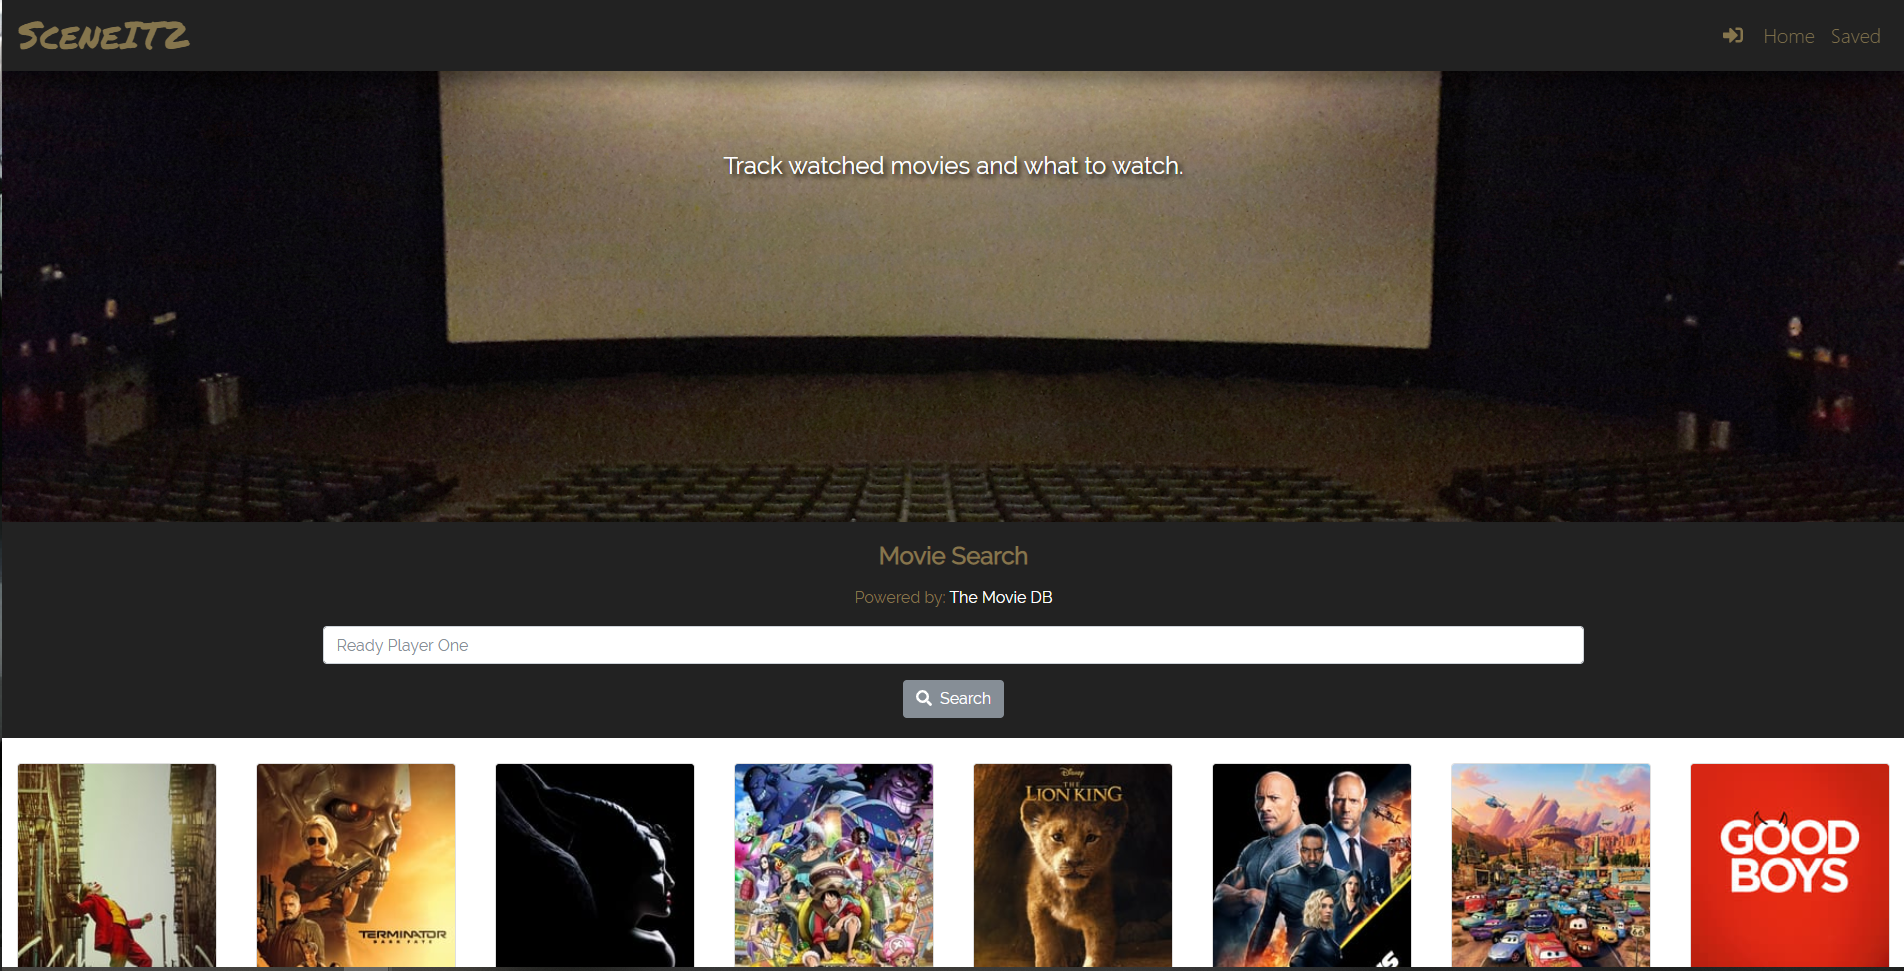 SCENEIT2
Home Saved
Track watched movies and what to watch.
Movie Search
Powered by: The Movie DB
Ready Player One
Search
TERMINATOR
DARK FATE
Disney
THE
LION KING
GOOD
BOYS